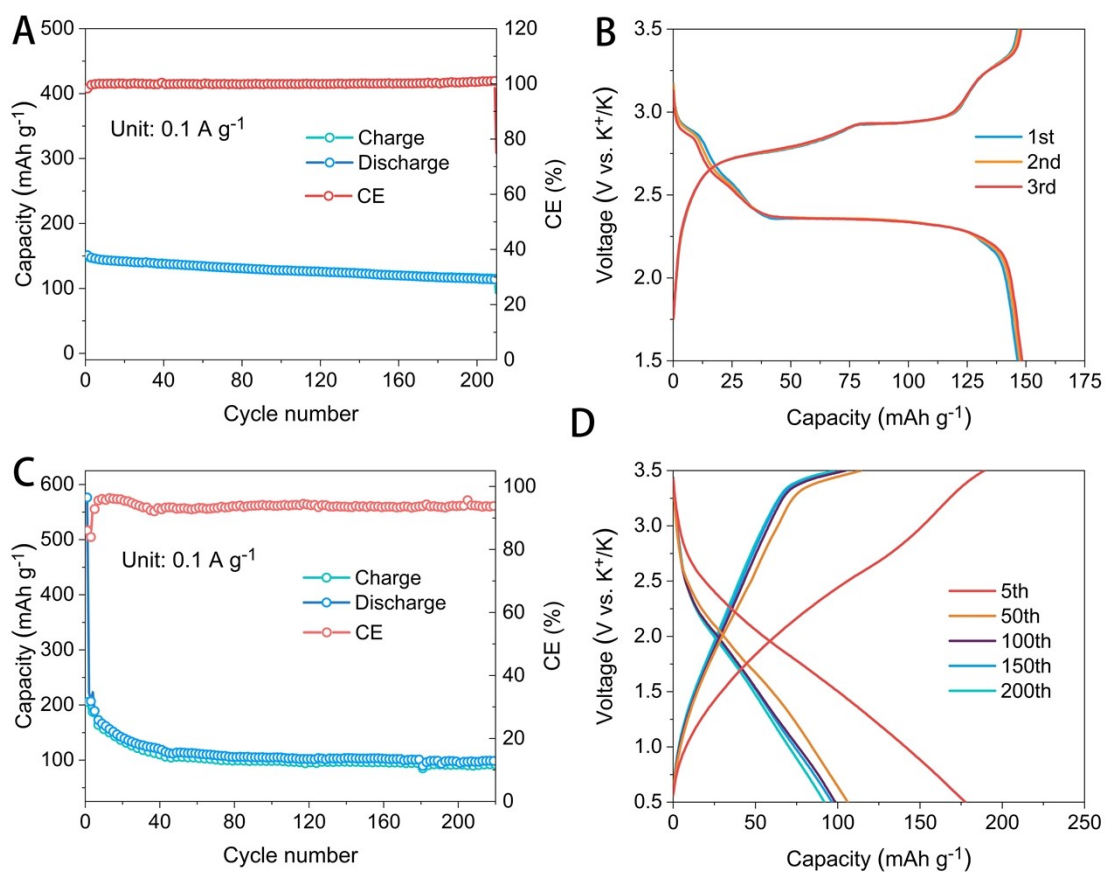 A
500
400
300
200
100
0
Capacity (mAh g-1)
120
100
80
60
40
20
0
CE (%)
Unit: 0.1 A g-1
Charge
Discharge
CE
0 40 80 120 160 200
Cycle number
B
3.5
3.0
2.5
2.0
1.5
Voltage (V vs. K+/K)
1st
2nd
3rd
0 25 50 75 100 125 150 175
Capacity (mAh g-1)
C
600
500
400
300
200
100
Capacity (mAh g-1)
100
80
60
40
20
0
CE (%)
Unit: 0.1 A g-1
Charge
Discharge
CE
0 40 80 120 160 200
Cycle number
D
3.5
3.0
2.5
2.0
1.5
1.0
0.5
Voltage (V vs. K+/K)
5th
50th
100th
150th
200th
0 50 100 150 200 250
Capacity (mAh g-1)